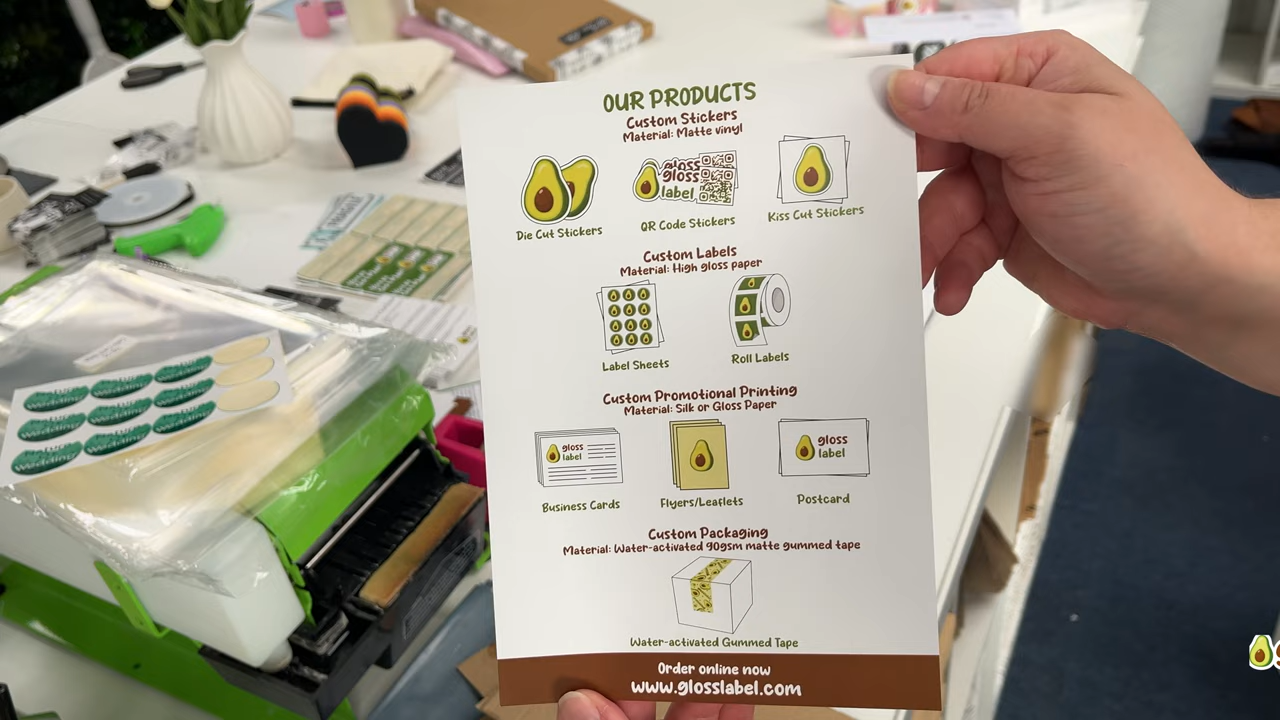 OUR PRODUCTS
Custom Stickers
Material: Matte vinyl
gloss
gloss
label
Die Cut Stickers
QR Code Stickers
Kiss Cut Stickers
Custom Labels
Material: High gloss paper
Label Sheets
Roll Labels
Custom Promotional Printing
Material: Silk or Gloss Paper
gloss
label
gloss
label
Business Cards
Flyers/Leaflets
Postcard
Custom Packaging
Material: Water-activated 90gsm matte gummed tape
Water-activated Gummed Tape
Order online now
www.glosslabel.com